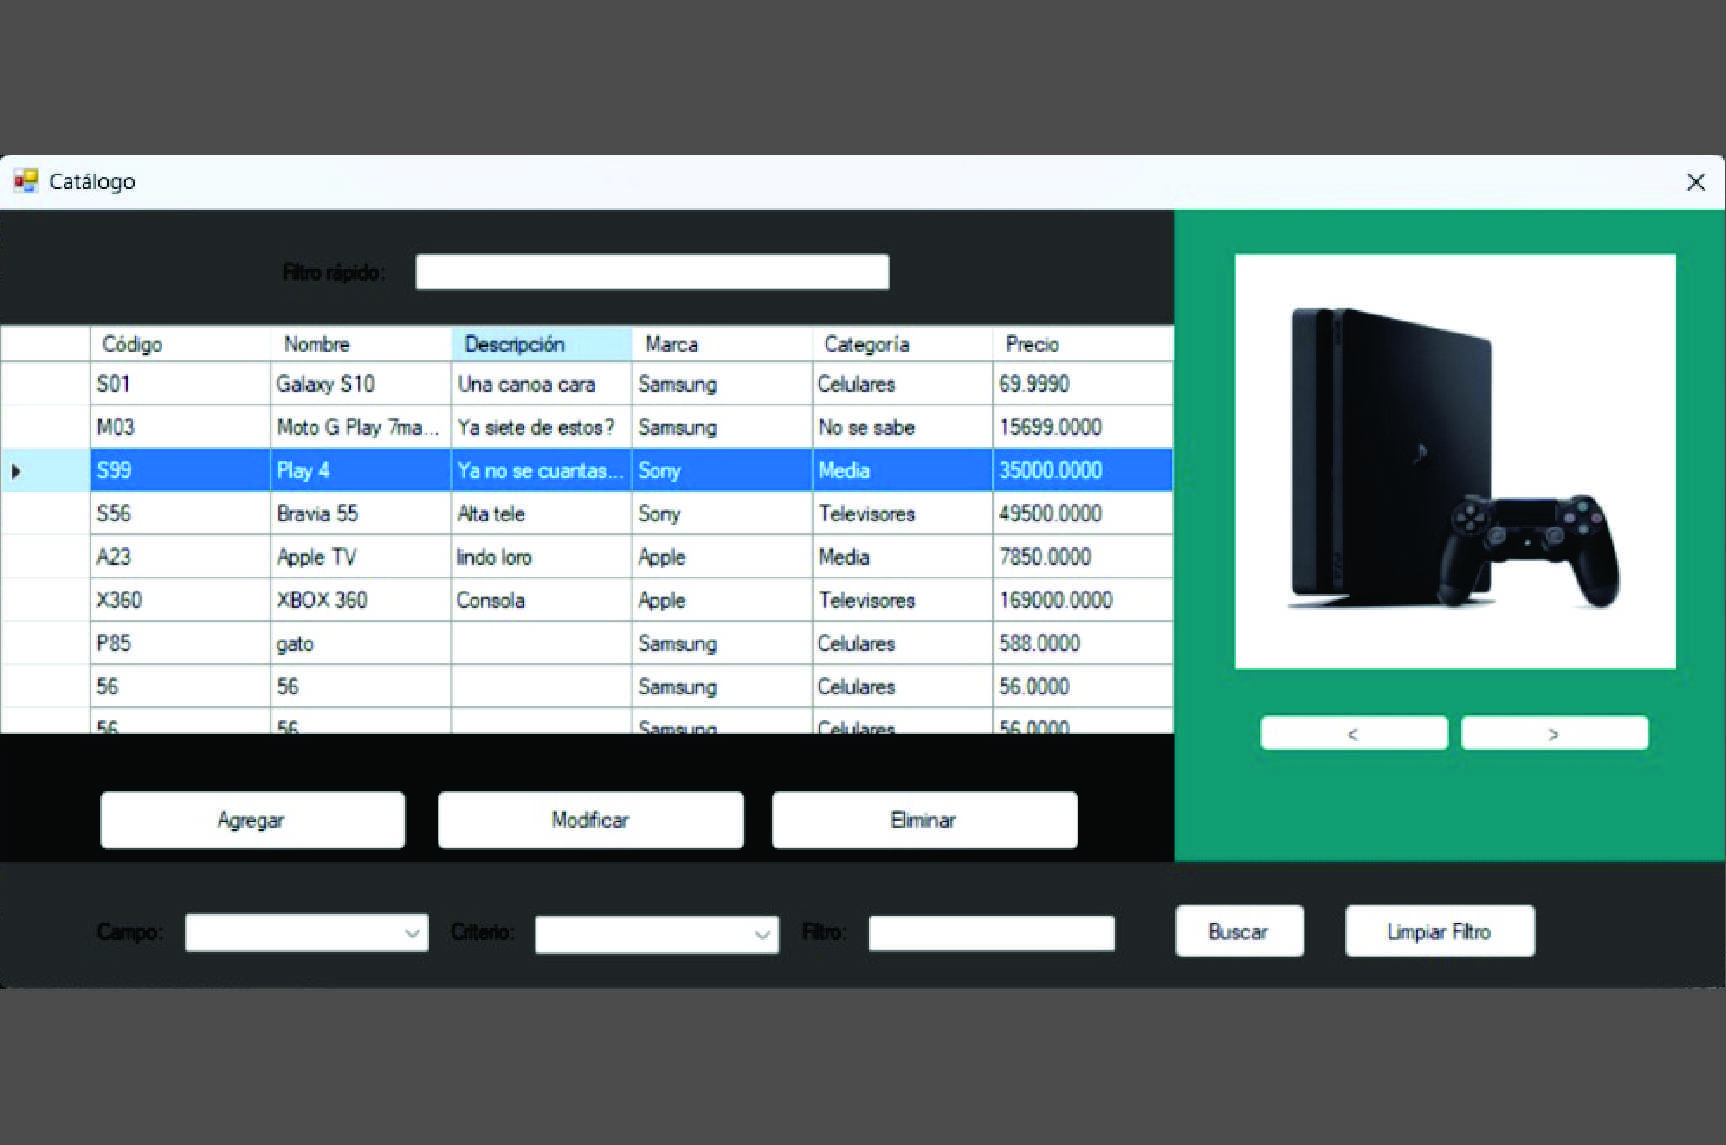 Catálogo
Filtro rápido:
Código Nombre Descripción Marca Categoría Precio
S01 Galaxy S10 Una canoa cara Samsung Celulares 69.9990
M03 Moto G Play 7ma... Ya siete de estos? Samsung No se sabe 15699.0000
S99 Play 4 Ya no se cuantas... Sony Media 35000.0000
S56 Bravia 55 Alta tele Sony Televisores 49500.0000
A23 Apple TV lindo loro Apple Media 7850.0000
X360 XBOX 360 Consola Apple Televisores 169000.0000
P85 gato Samsung Celulares 588.0000
56 56 Samsung Celulares 56.0000
56 56 Samsung Celulares 56.0000
< >
Agregar Modificar Eliminar
Campo: Criterio: Filtro: Buscar Limpiar Filtro